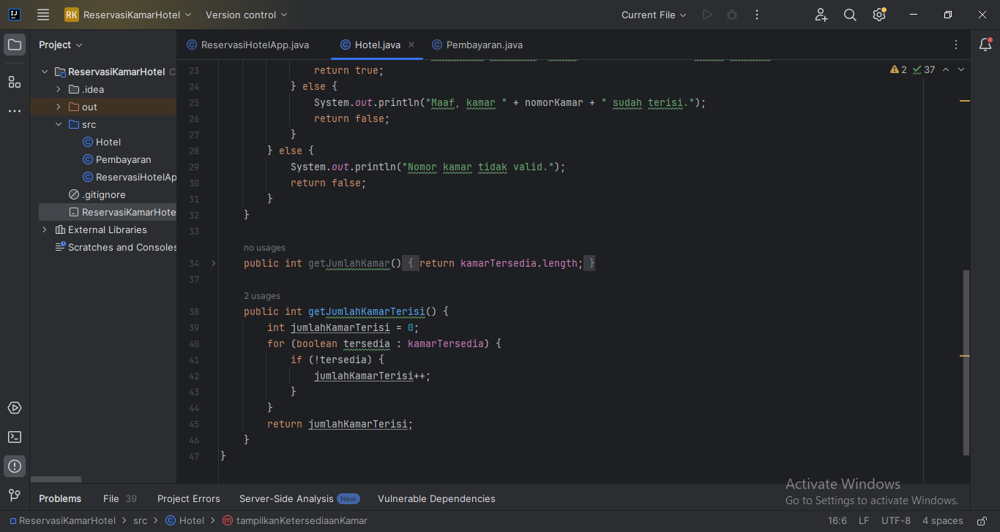 RK ReservasiKamarHotel Version control Current File
Project
ReservasiHotelApp.java Hotel.java Pembayaran.java
ReservasiKamarHotel C
.idea
out
src
Hotel
Pembayaran
ReservasiHotelAp
.gitignore
ReservasiKamarHote
External Libraries
Scratches and Consoles
2 37
23 return true;
24 } else {
25 System.out.println("Maaf, kamar " + nomorKamar + " sudah terisi.");
26 return false;
27 }
28 } else {
29 System.out.println("Nomor kamar tidak valid.");
30 return false;
31 }
32 }
33
no usages
34 public int getJumlahKamar() { return kamarTersedia.length; }
37
2 usages
38 public int getJumlahKamarTerisi() {
39 int jumlahKamarTerisi = 0;
40 for (boolean tersedia : kamarTersedia) {
41 if (!tersedia) {
42 jumlahKamarTerisi++;
43 }
44 }
45 return jumlahKamarTerisi;
46 }
47 }
Activate Windows
Go to Settings to activate Windows.
Problems File 39 Project Errors Server-Side Analysis New Vulnerable Dependencies
ReservasiKamarHotel > src > Hotel > tampilkanKetersediaanKamar 16:6 LF UTF-8 4 spaces